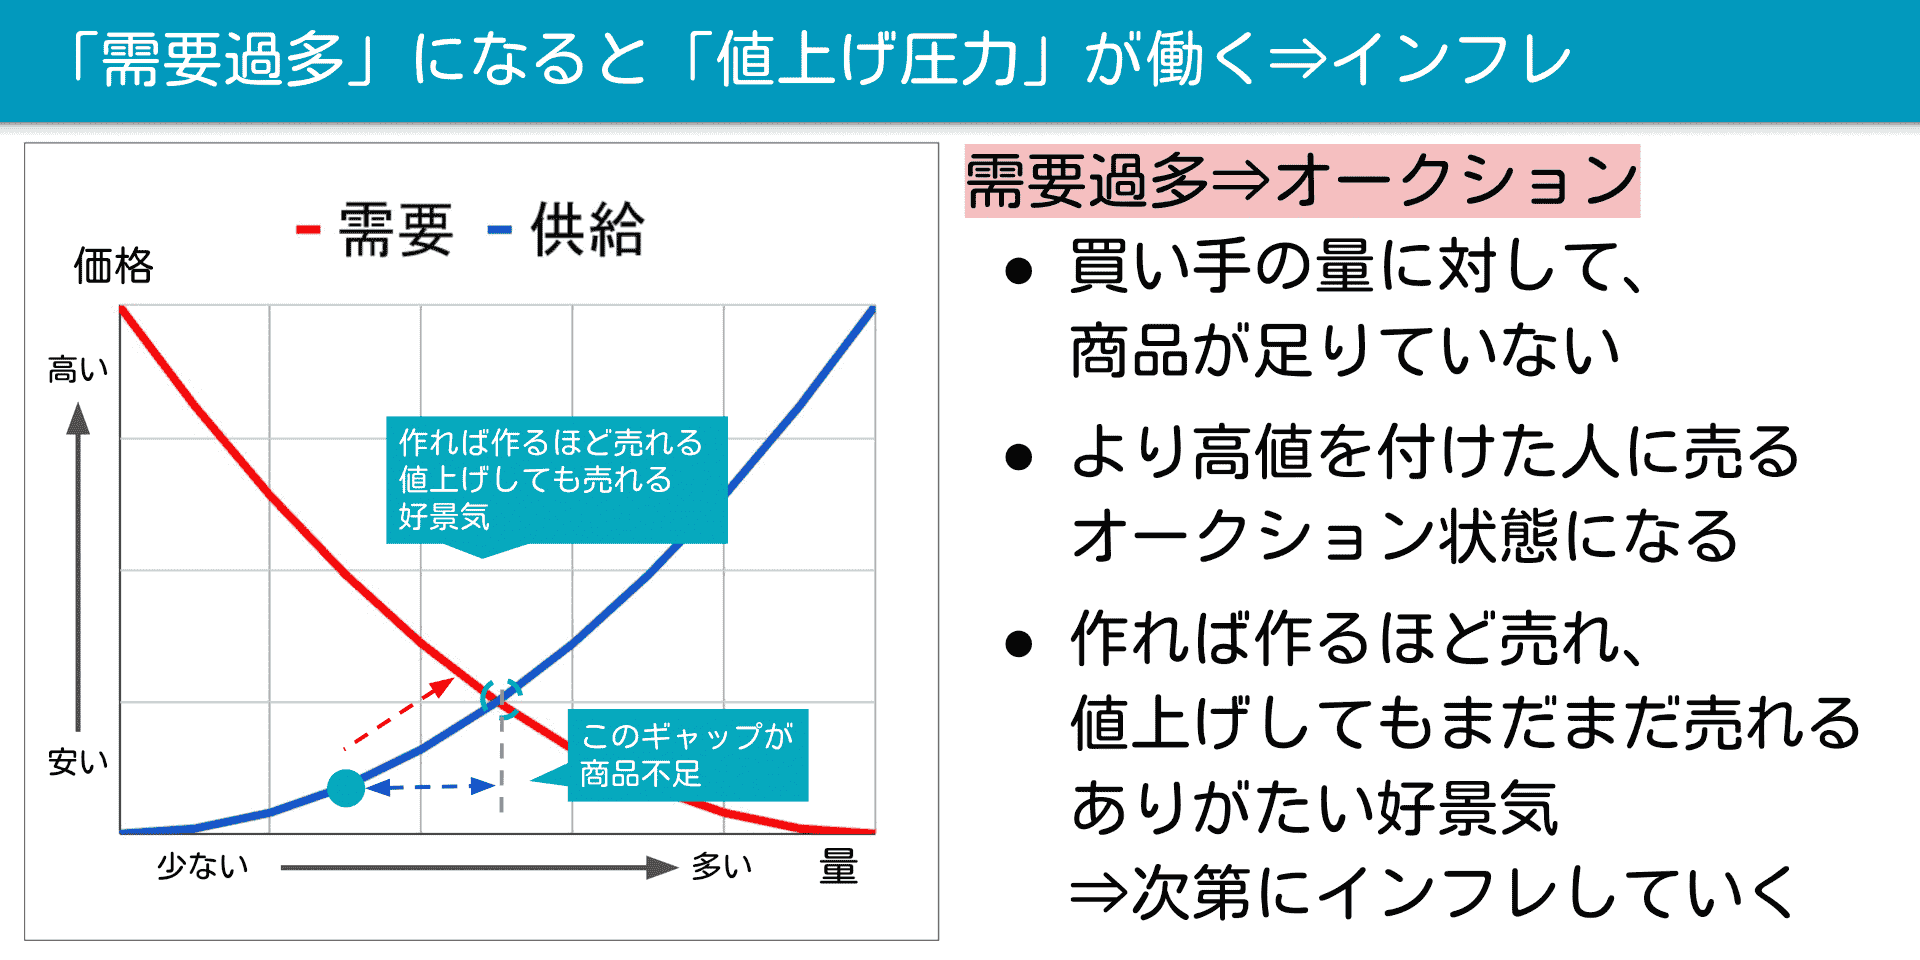 「需要過多」になると「値上げ圧力」が働く⇒インフレ
需要 供給
価格
高い
安い
作れば作るほど売れる
値上げしても売れる
好景気
このギャップが
商品不足
少ない
多い
量
需要過多⇒オークション
● 買い手の量に対して、
商品が足りていない
● より高値を付けた人に売る
オークション状態になる
● 作れば作るほど売れ、
値上げしてもまだまだ売れる
ありがたい好景気
⇒次第にインフレしていく